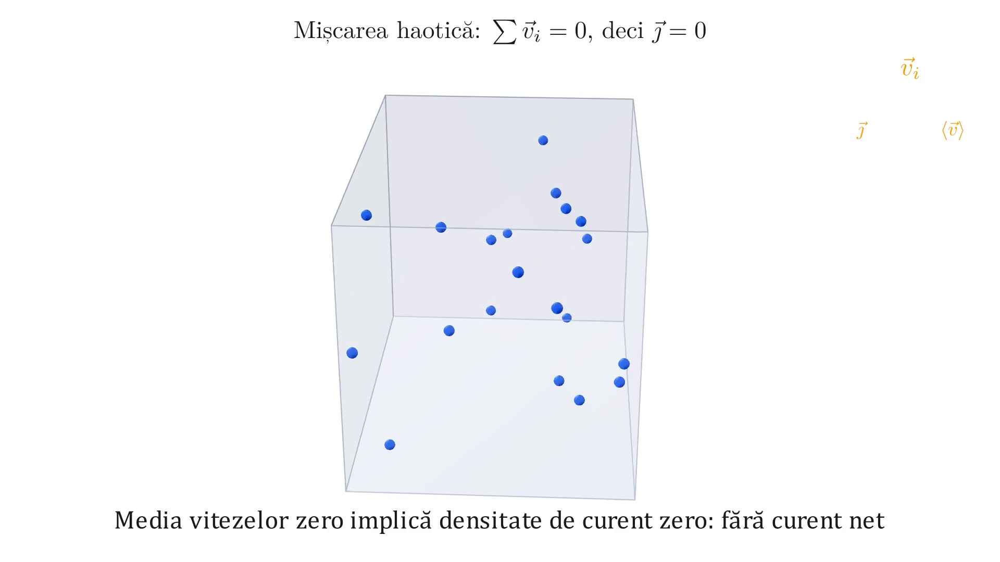 Mișcarea haotică: ∑ v⃗ᵢ = 0, deci ȷ⃗ = 0
v⃗ᵢ
ȷ⃗ ⟨v⃗⟩
Media vitezelor zero implică densitate de curent zero: fără curent net